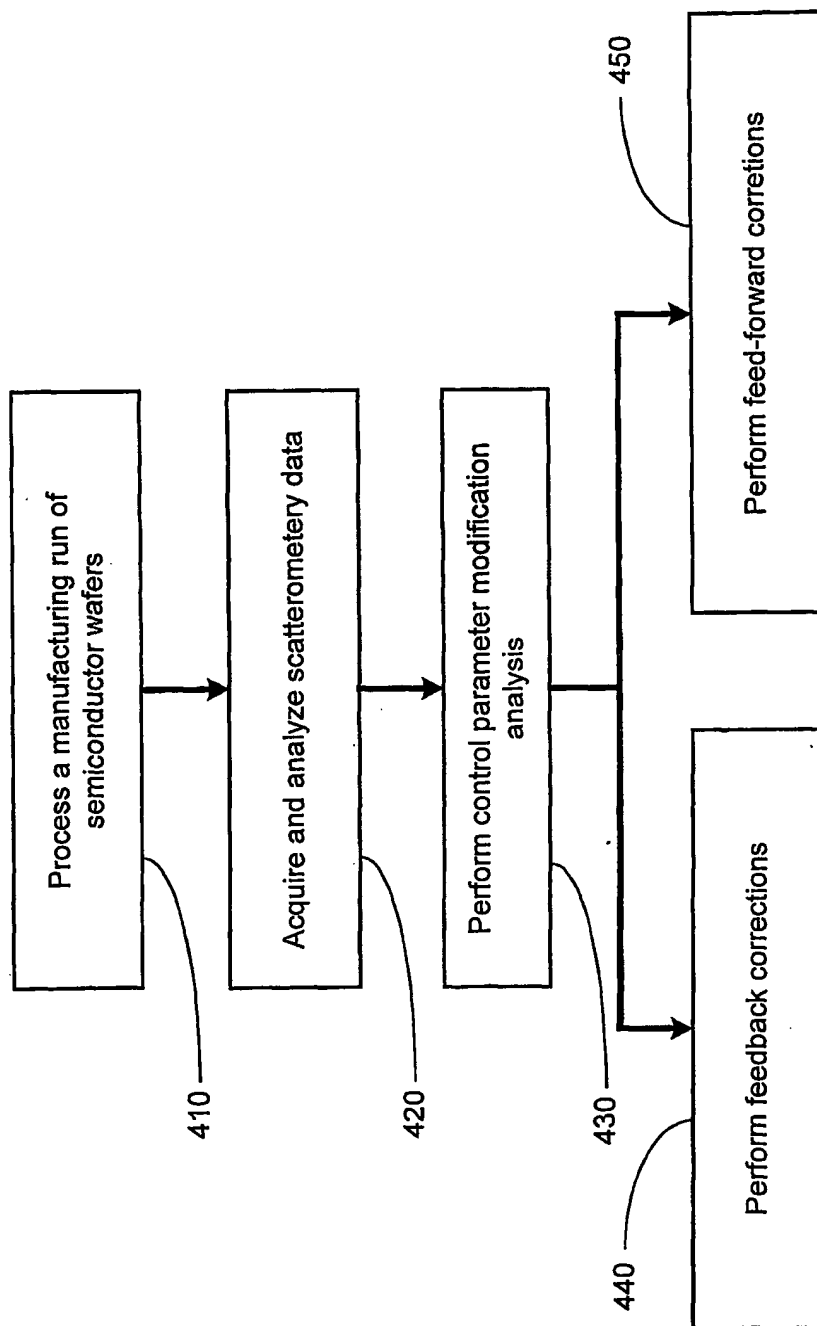 Process a manufacturing run of
semiconductor wafers
410
Acquire and analyze scatterometery data
420
Perform control parameter modification
analysis
430
Perform feedback corrections
440
Perform feed-forward corretions
450